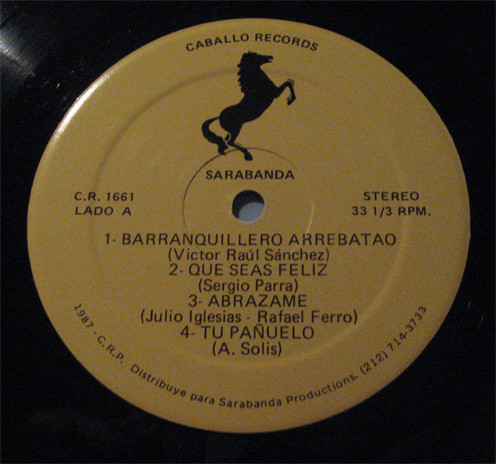 CABALLO RECORDS
SARABANDA
C.R. 1661
LADO A
STEREO
33 1/3 RPM.
1- BARRANQUILLERO ARREBATAO
(Victor Raúl Sánchez)
2- QUE SEAS FELIZ
(Sergio Parra)
3- ABRAZAME
(Julio Iglesias - Rafael Ferro)
4- TU PAÑUELO
(A. Solis)
1987 - C.R.P. Distribuye para Sarabanda Productions. (212) 714-3733